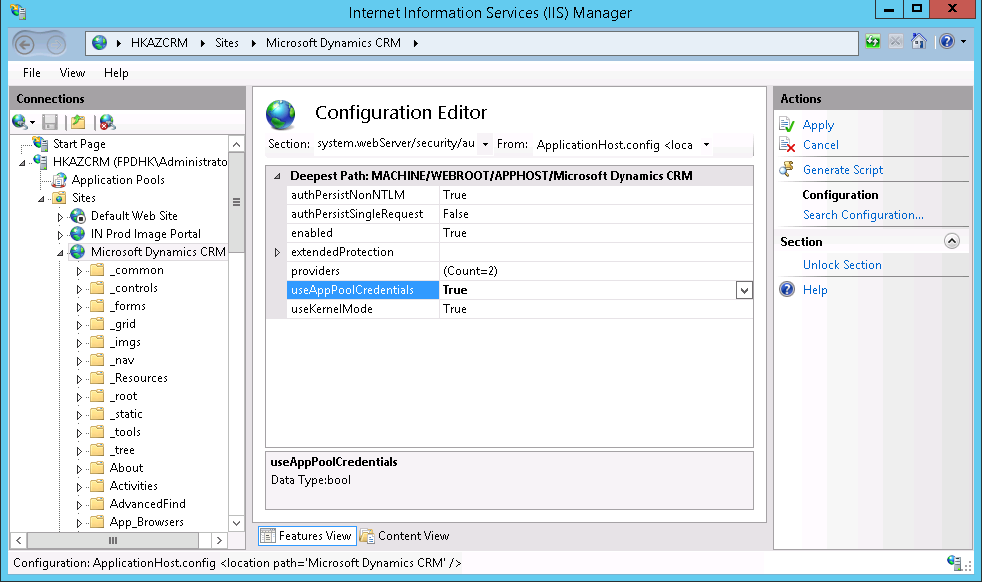 Internet Information Services (IIS) Manager
HKAZCRM Sites Microsoft Dynamics CRM
File View Help
Connections
Start Page
HKAZCRM (FPDHK\Administrato
Application Pools
Sites
Default Web Site
IN Prod Image Portal
Microsoft Dynamics CRM
_common
_controls
_forms
_grid
_imgs
_nav
_Resources
_root
_static
_tools
_tree
About
Activities
AdvancedFind
App_Browsers
Configuration Editor
Section: system.webServer/security/au From: ApplicationHost.config <loca
Deepest Path: MACHINE/WEBROOT/APPHOST/Microsoft Dynamics CRM
authPersistNonNTLM True
authPersistSingleRequest False
enabled True
extendedProtection
providers (Count=2)
useAppPoolCredentials True
useKernelMode True
useAppPoolCredentials
Data Type:bool
Features View Content View
Actions
Apply
Cancel
Generate Script
Configuration
Search Configuration...
Section
Unlock Section
Help
Configuration: ApplicationHost.config <location path='Microsoft Dynamics CRM' />